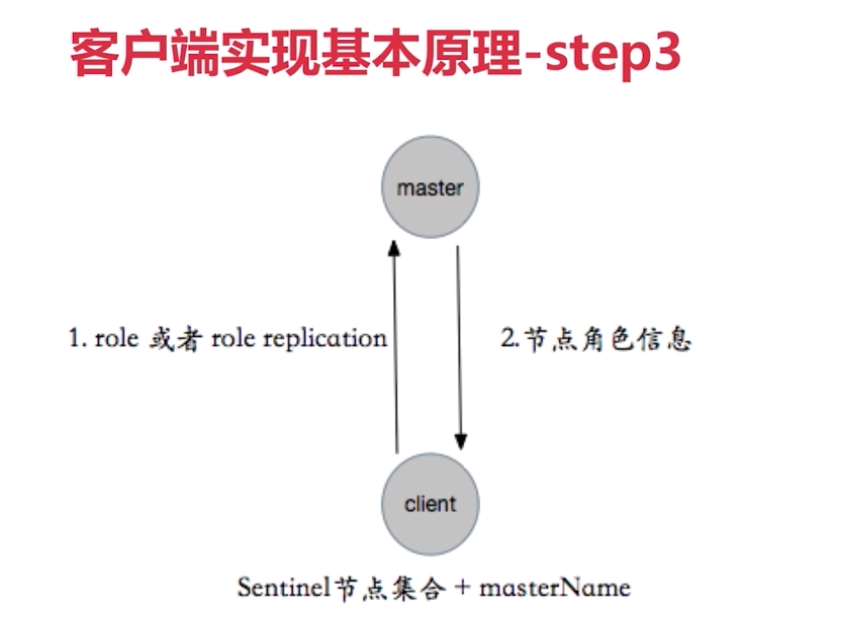 客户端实现基本原理-step3
master
1. role 或者 role replication
2.节点角色信息
client
Sentinel节点集合 + masterName